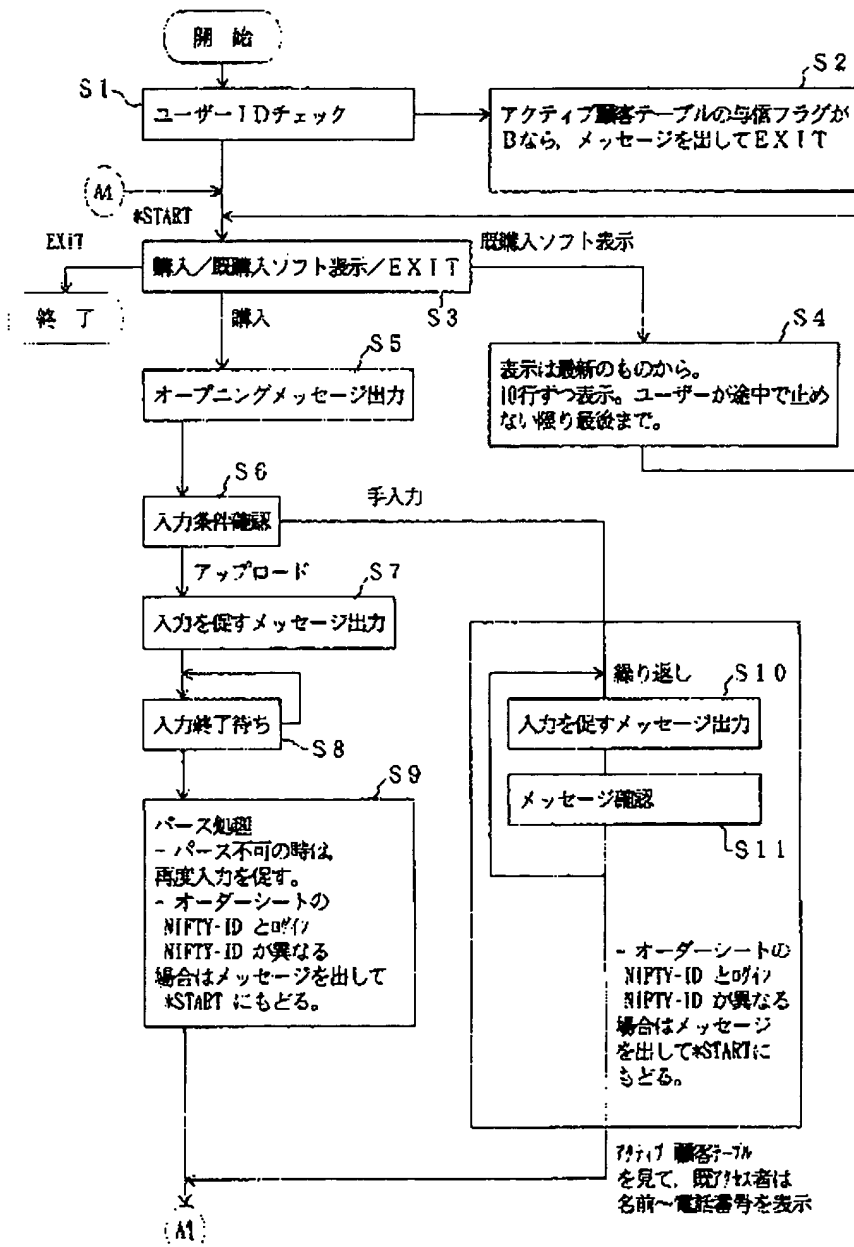 開 始
S1
ユーザーIDチェック
S2
アクティブ顧客テーブルの与信フラグが
Bなら、メッセージを出してEXIT
A4
*START
EXIT
購入／既購入ソフト表示／EXIT
S3
既購入ソフト表示
終 了
購入
S4
表示は最新のものから。
10行ずつ表示。ユーザーが途中で止め
ない限り最後まで。
S5
オープニングメッセージ出力
S6
入力条件確認
手入力
アップロード
S7
入力を促すメッセージ出力
入力終了待ち
S8
繰り返し
S10
入力を促すメッセージ出力
メッセージ確認
S11
S9
パース処理
- パース不可の時は、
再度入力を促す。
- オーダーシートの
NIFTY-ID とログイン
NIFTY-ID が異なる
場合はメッセージを出して
*START にもどる。
- オーダーシートの
NIFTY-ID とログイン
NIFTY-ID が異なる
場合はメッセージ
を出して*STARTに
もどる。
アクティブ 顧客テーブル
を見て、既アクセス者は
名前～電話番号を表示
A1